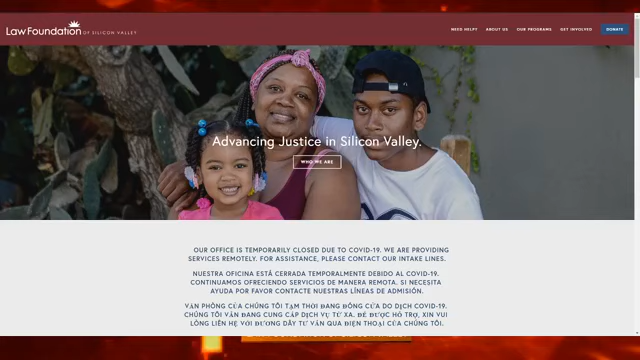 Law Foundation OF SILICON VALLEY
NEED HELP? ABOUT US OUR PROGRAMS GET INVOLVED DONATE
Advancing Justice in Silicon Valley.
WHO WE ARE
OUR OFFICE IS TEMPORARILY CLOSED DUE TO COVID-19. WE ARE PROVIDING
SERVICES REMOTELY. FOR ASSISTANCE, PLEASE CONTACT OUR INTAKE LINES.
NUESTRA OFICINA ESTÁ CERRADA TEMPORALMENTE DEBIDO AL COVID-19.
CONTINUAMOS OFRECIENDO SERVICIOS DE MANERA REMOTA. SI NECESITA
AYUDA POR FAVOR CONTACTE NUESTRAS LÍNEAS DE ADMISIÓN.
VĂN PHÒNG CỦA CHÚNG TÔI TẠM THỜI ĐANG ĐÓNG CỬA DO DỊCH COVID-19.
CHÚNG TÔI VẪN ĐANG CUNG CẤP DỊCH VỤ TỪ XA. ĐỂ ĐƯỢC HỖ TRỢ, XIN VUI
LÒNG LIÊN HỆ VỚI ĐƯỜNG DÂY TƯ VẤN QUA ĐIỆN THOẠI CỦA CHÚNG TÔI.